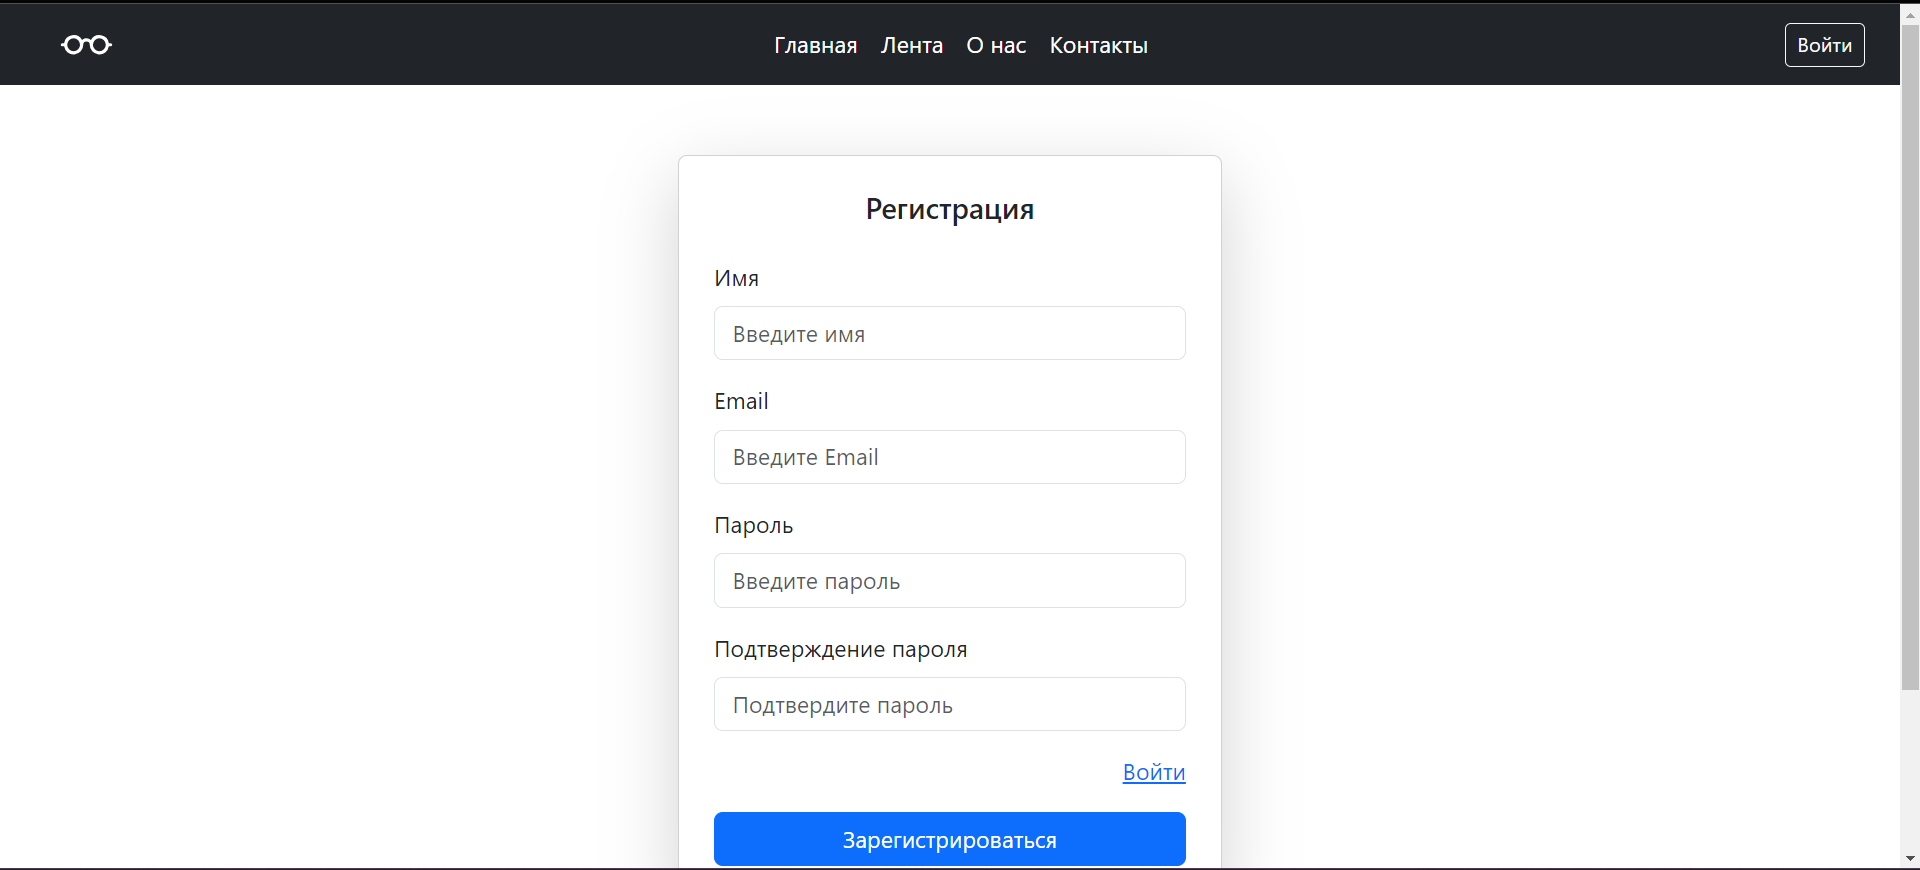 Главная Лента О нас Контакты Войти
Регистрация
Имя
Введите имя
Email
Введите Email
Пароль
Введите пароль
Подтверждение пароля
Подтвердите пароль
Войти
Зарегистрироваться